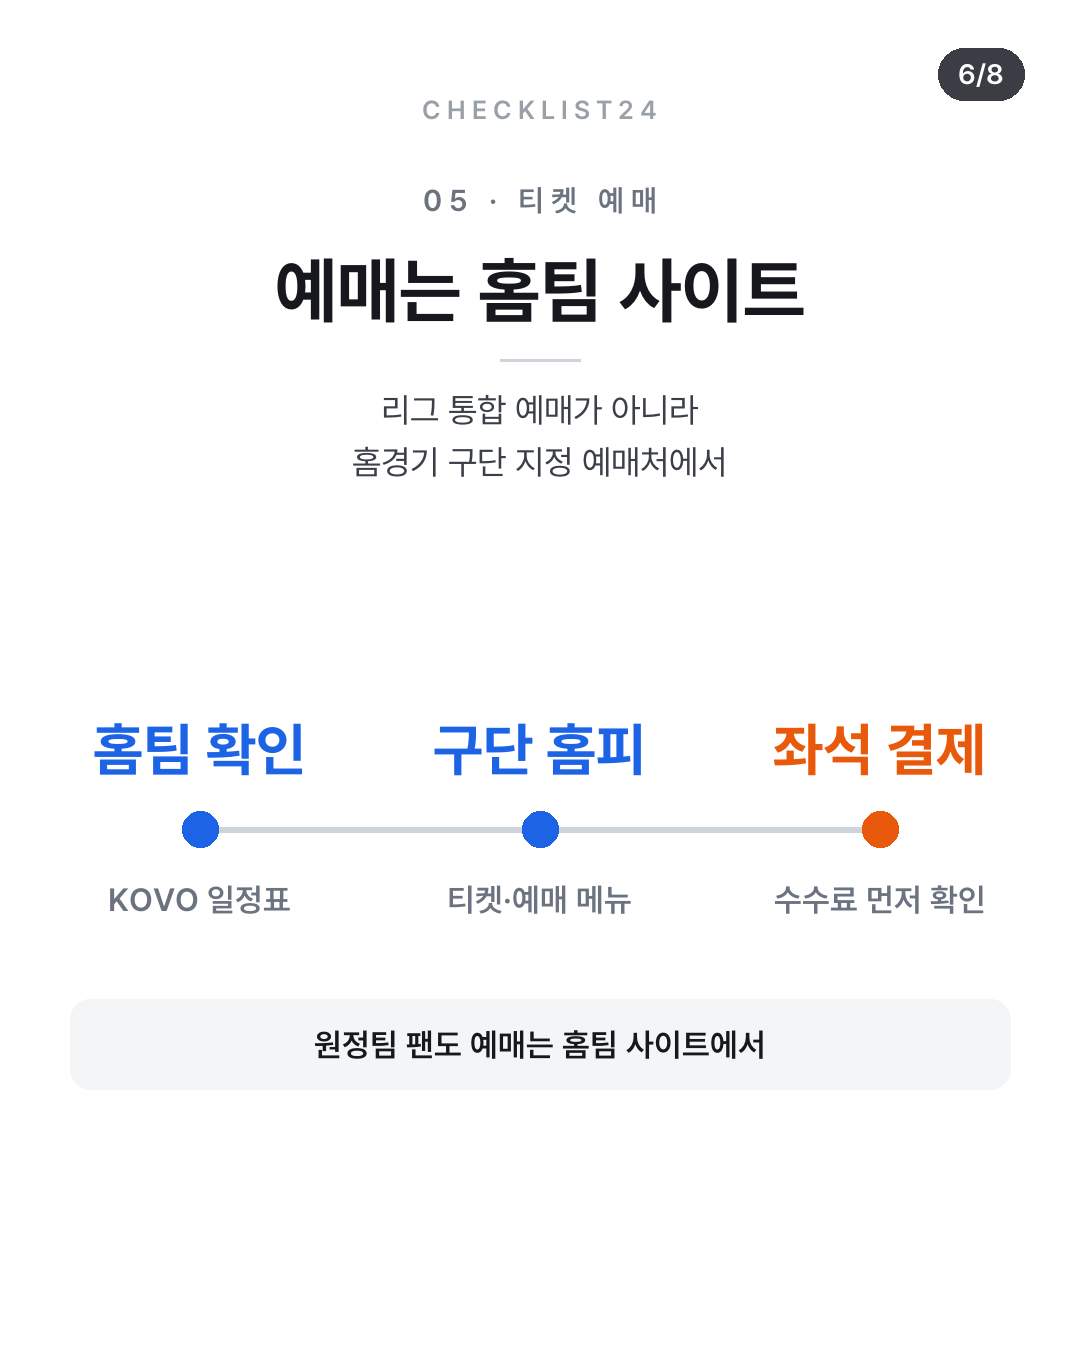 6/8
CHECKLIST24
05 · 티켓 예매
예매는 홈팀 사이트
리그 통합 예매가 아니라
홈경기 구단 지정 예매처에서
홈팀 확인
구단 홈피
좌석 결제
KOVO 일정표
티켓·예매 메뉴
수수료 먼저 확인
원정팀 팬도 예매는 홈팀 사이트에서